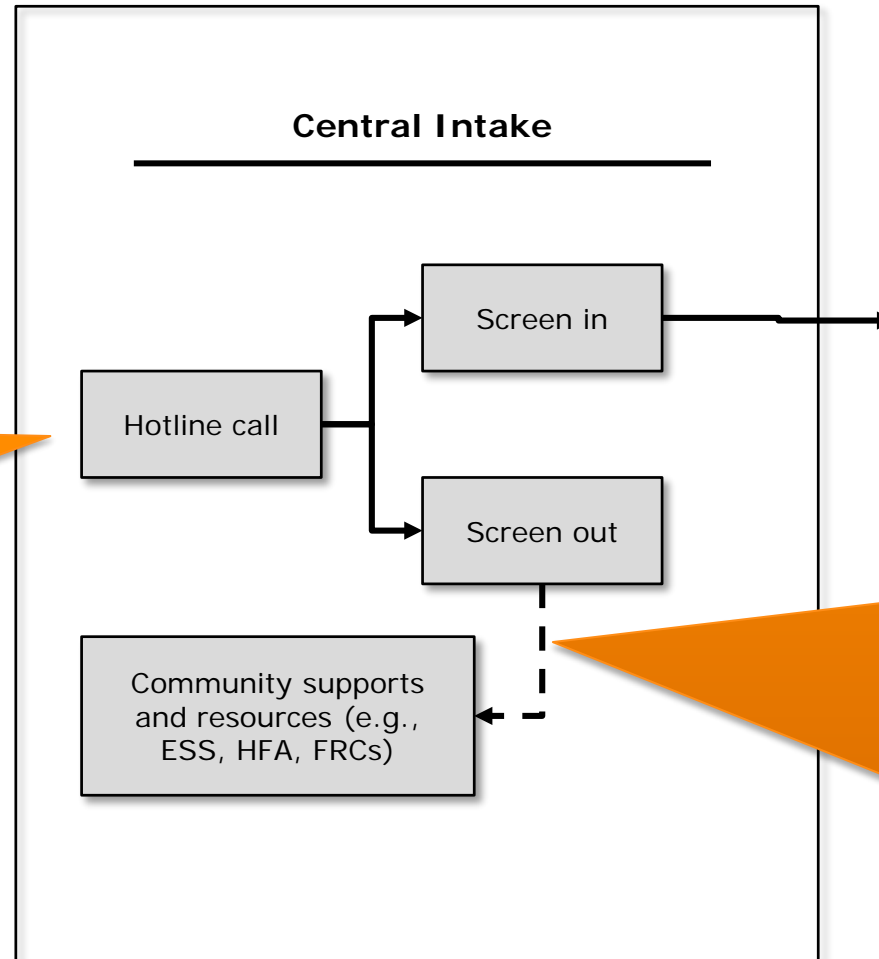 Central Intake
Screen in
Hotline call
Screen out
Community supports
and resources (e.g.,
ESS, HFA, FRCs)